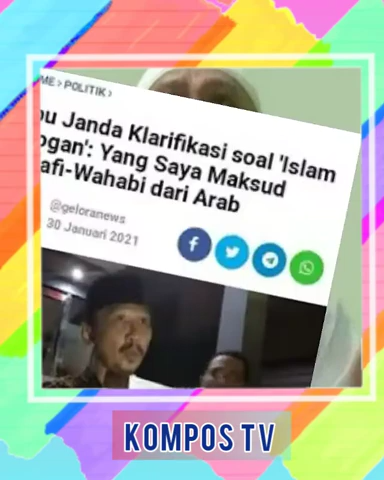 ME > POLITIK >
bu Janda Klarifikasi soal 'Islam
ogan': Yang Saya Maksud
afi-Wahabi dari Arab
@geloranews
30 Januari 2021
KOMPOS TV